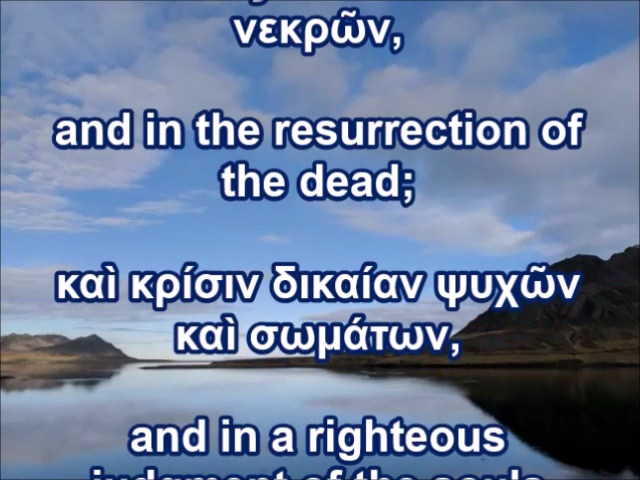 νεκρῶν,
and in the resurrection of
the dead;
καὶ κρίσιν δικαίαν ψυχῶν
καὶ σωμάτων,
and in a righteous
judgment of the souls